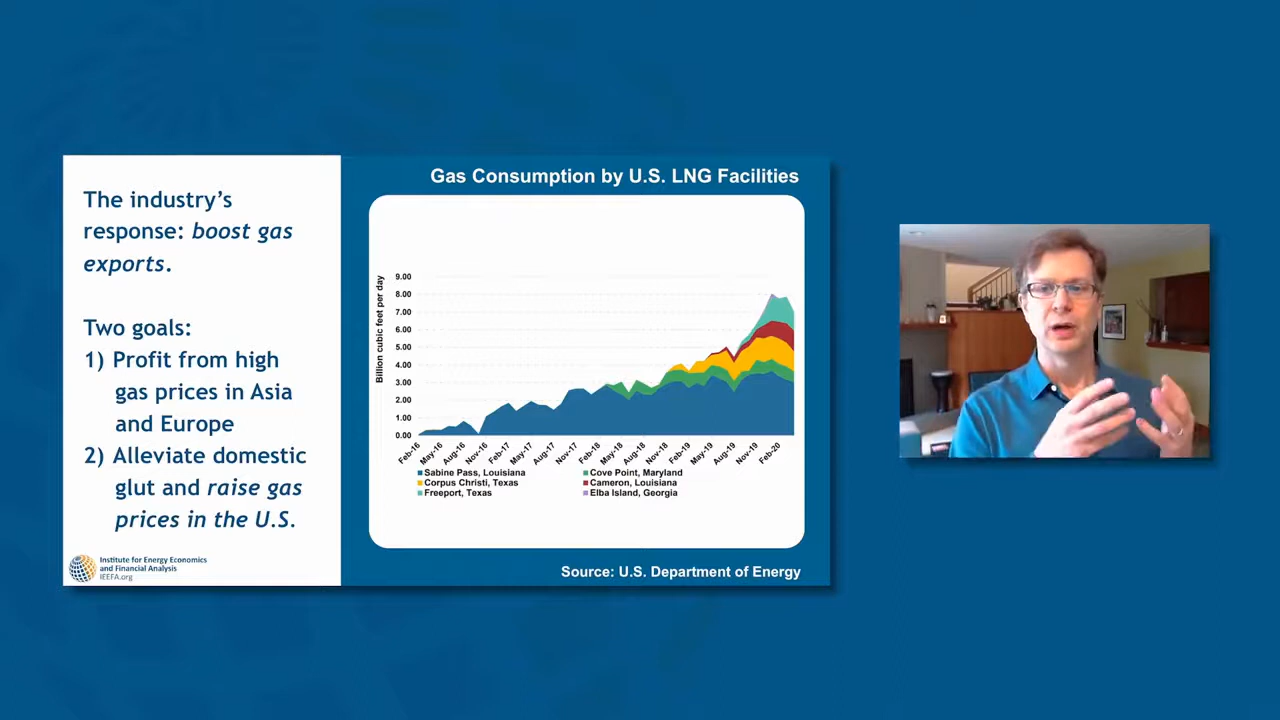 The industry's
response: boost gas
exports.
Two goals:
1) Profit from high
gas prices in Asia
and Europe
2) Alleviate domestic
glut and raise gas
prices in the U.S.
Institute for Energy Economics
and Financial Analysis
IEEFA.org
Gas Consumption by U.S. LNG Facilities
Billion cubic feet per day
9.00
8.00
7.00
6.00
5.00
4.00
3.00
2.00
1.00
0.00
Feb-16
May-16
Aug-16
Nov-16
Feb-17
May-17
Aug-17
Nov-17
Feb-18
May-18
Aug-18
Nov-18
Feb-19
May-19
Aug-19
Nov-19
Feb-20
Sabine Pass, Louisiana
Cove Point, Maryland
Corpus Christi, Texas
Cameron, Louisiana
Freeport, Texas
Elba Island, Georgia
Source: U.S. Department of Energy